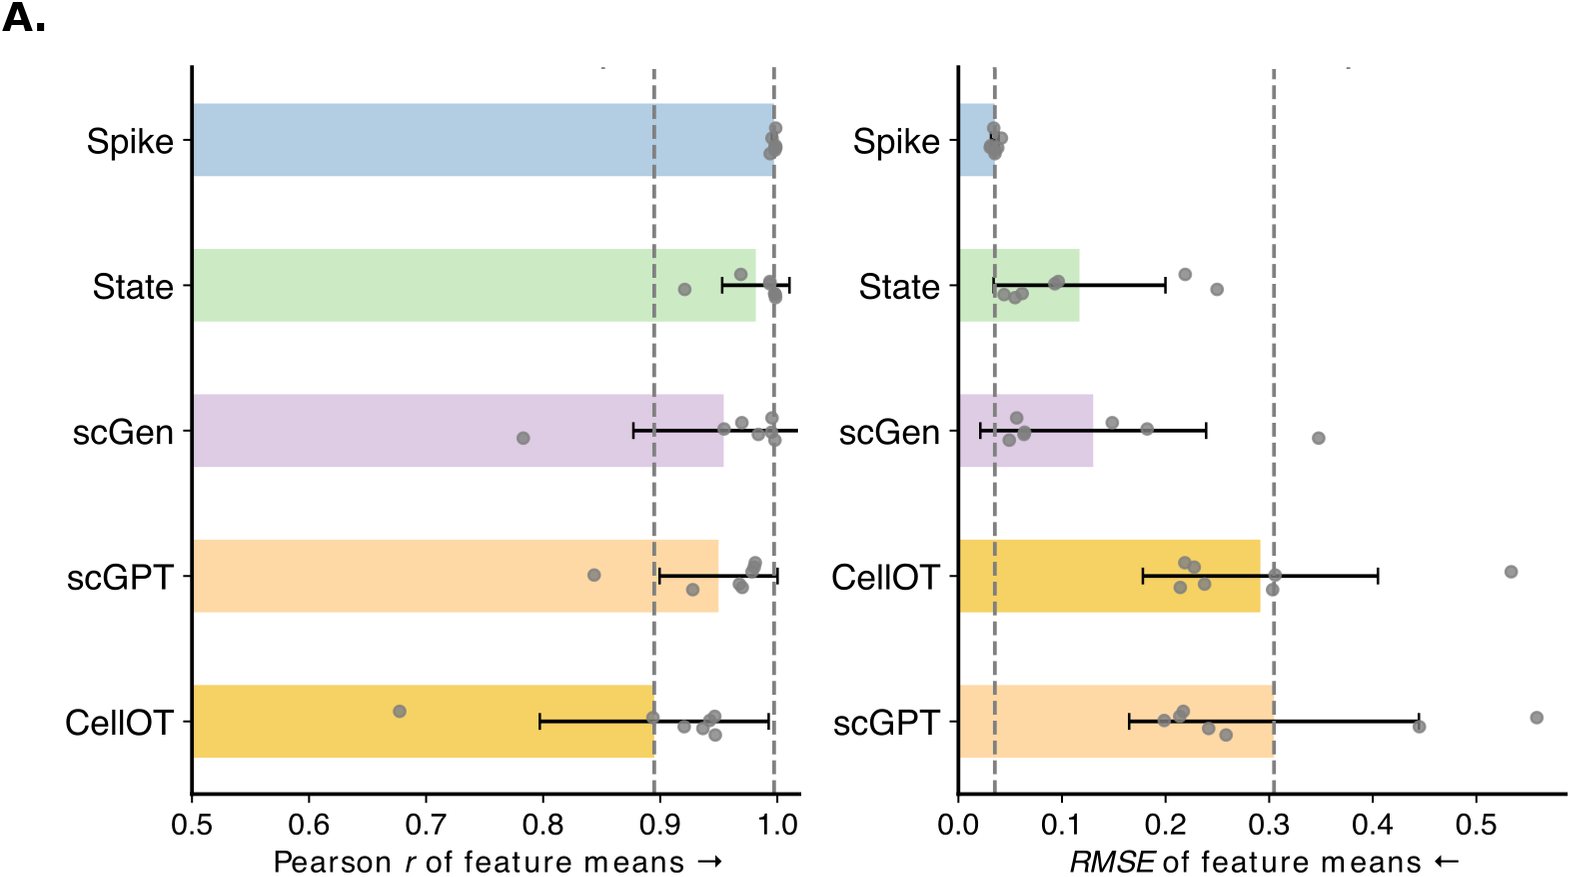 A.
Spike
State
scGen
scGPT
CellOT
0.5 0.6 0.7 0.8 0.9 1.0
Pearson r of feature means →
Spike
State
scGen
CellOT
scGPT
0.0 0.1 0.2 0.3 0.4 0.5
RMSE of feature means ←